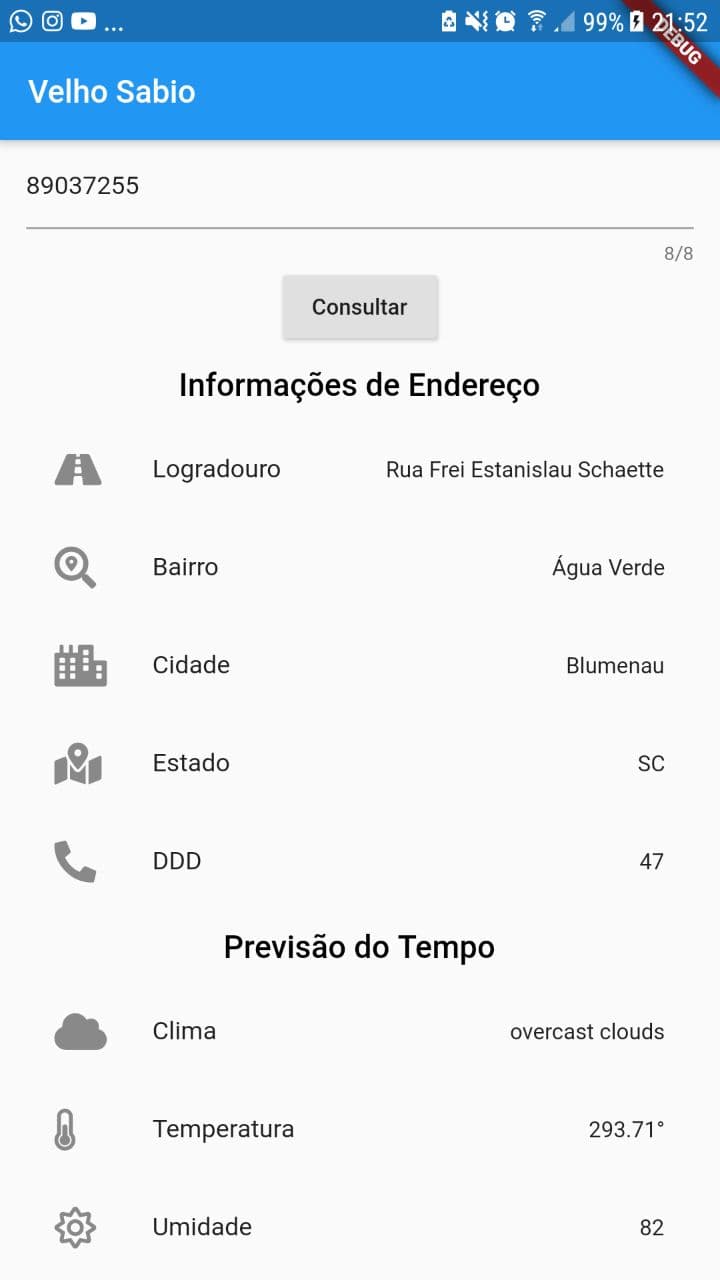 ... 99% 21:52
DEBUG
Velho Sabio
89037255
8/8
Consultar
Informações de Endereço
Logradouro Rua Frei Estanislau Schaette
Bairro Água Verde
Cidade Blumenau
Estado SC
DDD 47
Previsão do Tempo
Clima overcast clouds
Temperatura 293.71°
Umidade 82